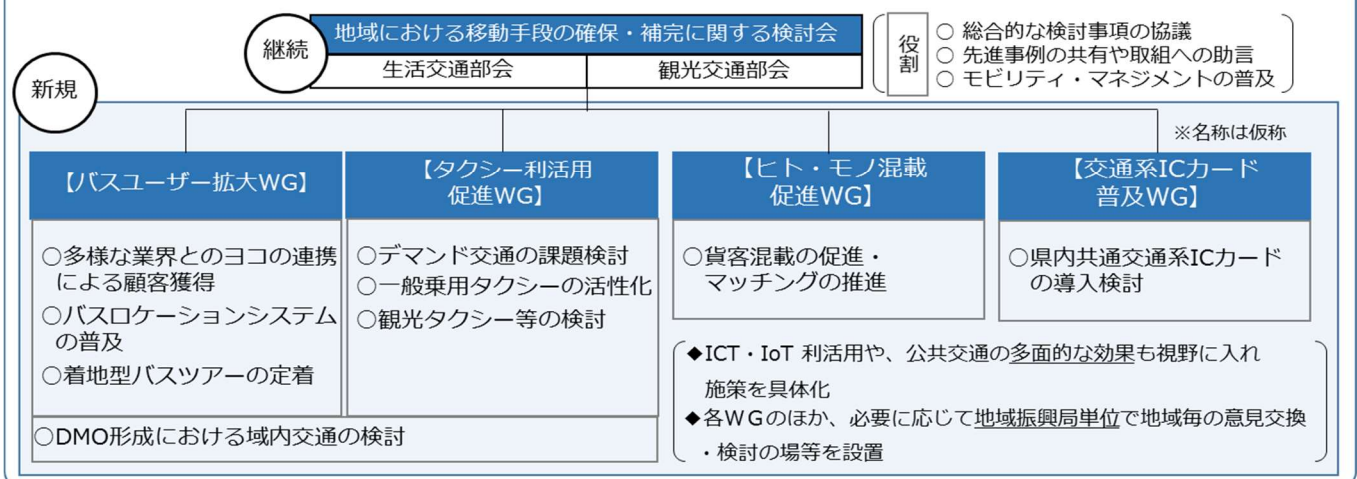 地域における移動手段の確保・補完に関する検討会
継続
生活交通部会
観光交通部会
役割
○ 総合的な検討事項の協議
○ 先進事例の共有や取組への助言
○ モビリティ・マネジメントの普及
新規
※名称は仮称
【バスユーザー拡大WG】
○多様な業界とのヨコの連携
による顧客獲得
○バスロケーションシステム
の普及
○着地型バスツアーの定着
【タクシー利活用
促進WG】
○デマンド交通の課題検討
○一般乗用タクシーの活性化
○観光タクシー等の検討
○DMO形成における域内交通の検討
【ヒト・モノ混載
促進WG】
○貨客混載の促進・
マッチングの推進
【交通系ICカード
普及WG】
○県内共通交通系ICカード
の導入検討
◆ICT・IoT 利活用や、公共交通の多面的な効果も視野に入れ
施策を具体化
◆各ＷＧのほか、必要に応じて地域振興局単位で地域毎の意見交換
・検討の場等を設置